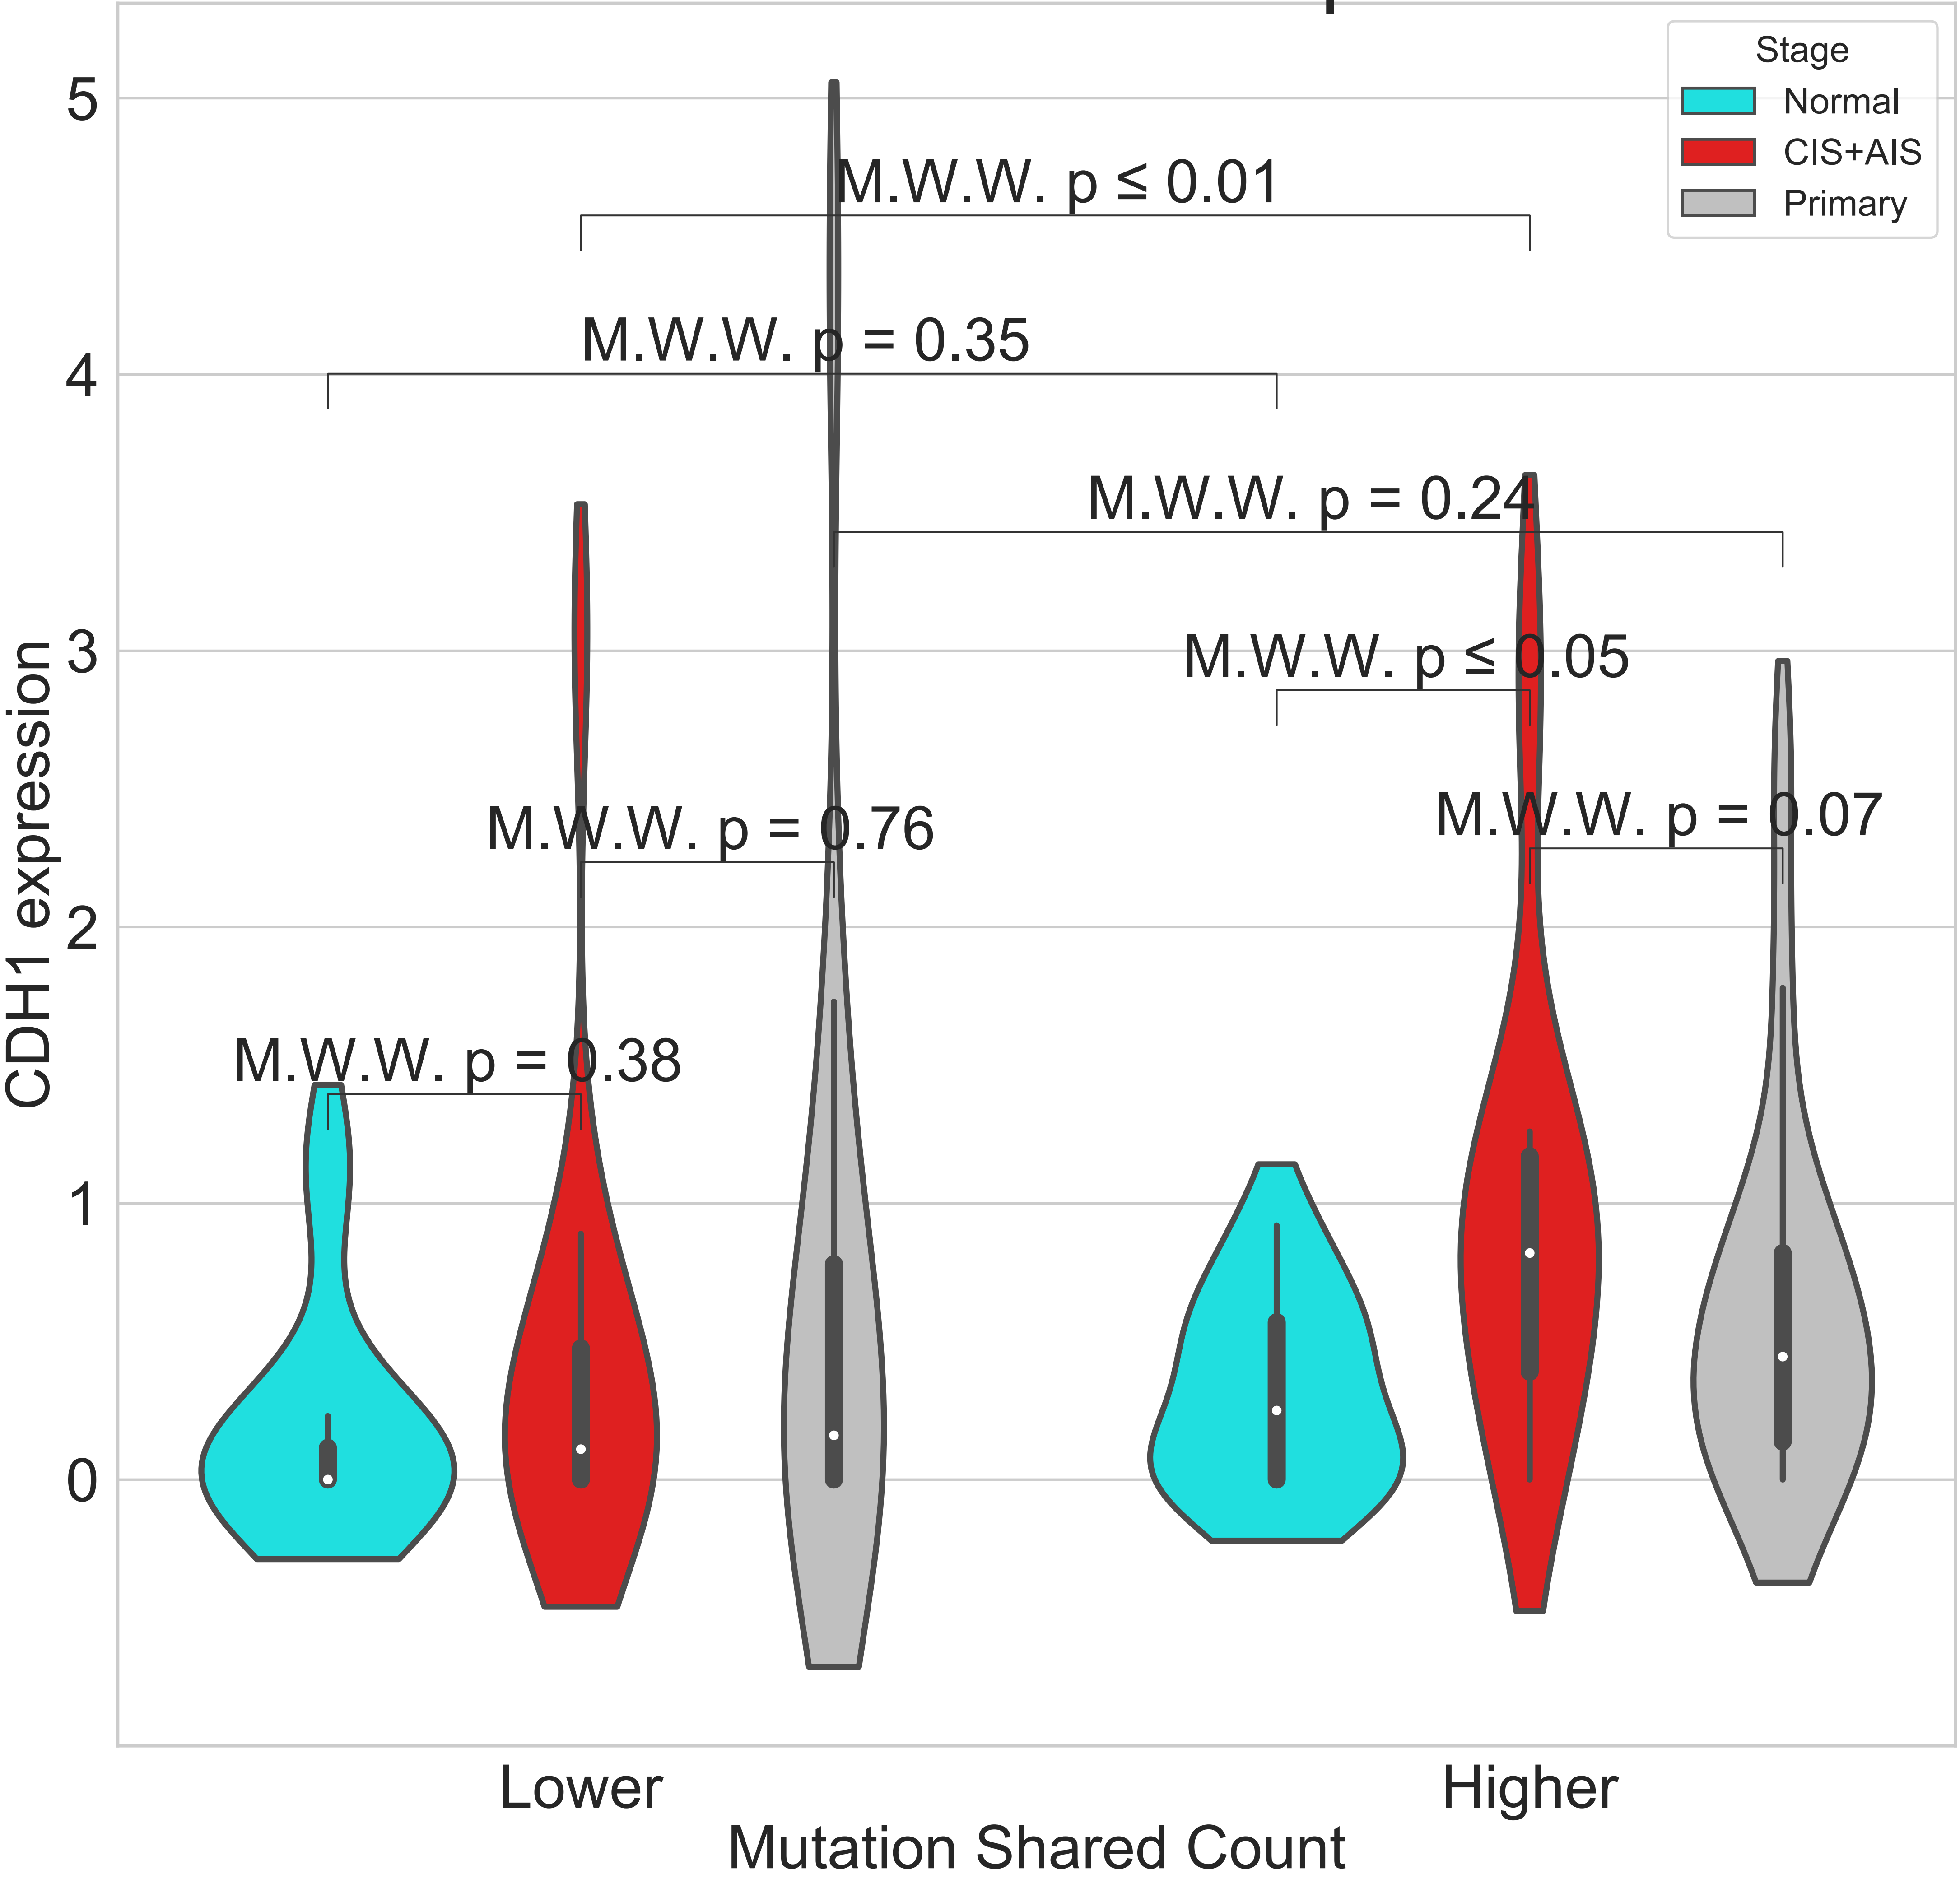 Stage
Normal
CIS+AIS
Primary
5
4
3
2
1
0
CDH1 expression
M.W.W. p ≤ 0.01
M.W.W. p = 0.35
M.W.W. p = 0.24
M.W.W. p ≤ 0.05
M.W.W. p = 0.76
M.W.W. p = 0.07
M.W.W. p = 0.38
Lower
Higher
Mutation Shared Count